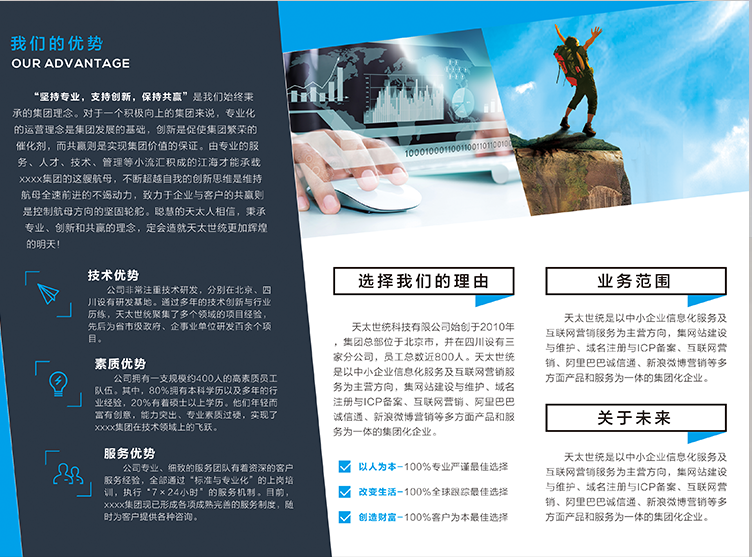 我们的优势
OUR ADVANTAGE
“坚持专业，支持创新，保持共赢”是我们始终秉
承的集团理念。对于一个积极向上的集团来说，专业化
的运营理念是集团发展的基础，创新是促使集团繁荣的
催化剂，而共赢则是实现集团价值的保证。由专业的服
务、人才、技术、管理等小流汇积成的江海才能承载
xxxx集团的这艘航母，不断超越自我的创新思维是维持
航母全速前进的不竭动力，致力于企业与客户的共赢则
是控制航母方向的坚固轮舵。聪慧的天太人相信，秉承
专业、创新和共赢的理念，定会造就天太世统更加辉煌
的明天！
技术优势
公司非常注重技术研发，分别在北京、四
川设有研发基地。通过多年的技术创新与行业
历练，天太世统聚集了多个领域的项目经验，
先后为省市级政府、企事业单位研发百余个项
目。
素质优势
公司拥有一支规模约400人的高素质员工
队伍。其中，80%拥有本科学历以及多年的行
业经验，20%有着硕士以上学历。他们年轻而
富有创意，能力突出、专业素质过硬，实现了
xxxx集团在技术领域上的飞跃。
服务优势
公司专业、细致的服务团队有着资深的客户
服务经验，全部通过“标准与专业化”的上岗培
训，执行“7×24小时”的服务机制。目前，
xxxx集团现已形成各项成熟完善的服务制度，随
时为客户提供各种咨询。
选择我们的理由
天太世统科技有限公司始创于2010年
，集团总部位于北京市，并在四川设有三
家分公司，员工总数近800人。天太世统
是以中小企业信息化服务及互联网营销服
务为主营方向，集网站建设与维护、域名
注册与ICP备案、互联网营销、阿里巴巴
诚信通、新浪微博营销等多方面产品和服
务为一体的集团化企业。
以人为本–100%专业严谨最佳选择
改变生活–100%全球跟踪最佳选择
创造财富–100%客户为本最佳选择
业务范围
天太世统是以中小企业信息化服务及
互联网营销服务为主营方向，集网站建设
与维护、域名注册与ICP备案、互联网营
销、阿里巴巴诚信通、新浪微博营销等多
方面产品和服务为一体的集团化企业。
关于未来
天太世统是以中小企业信息化服务及
互联网营销服务为主营方向，集网站建设
与维护、域名注册与ICP备案、互联网营
销、阿里巴巴诚信通、新浪微博营销等多
方面产品和服务为一体的集团化企业。